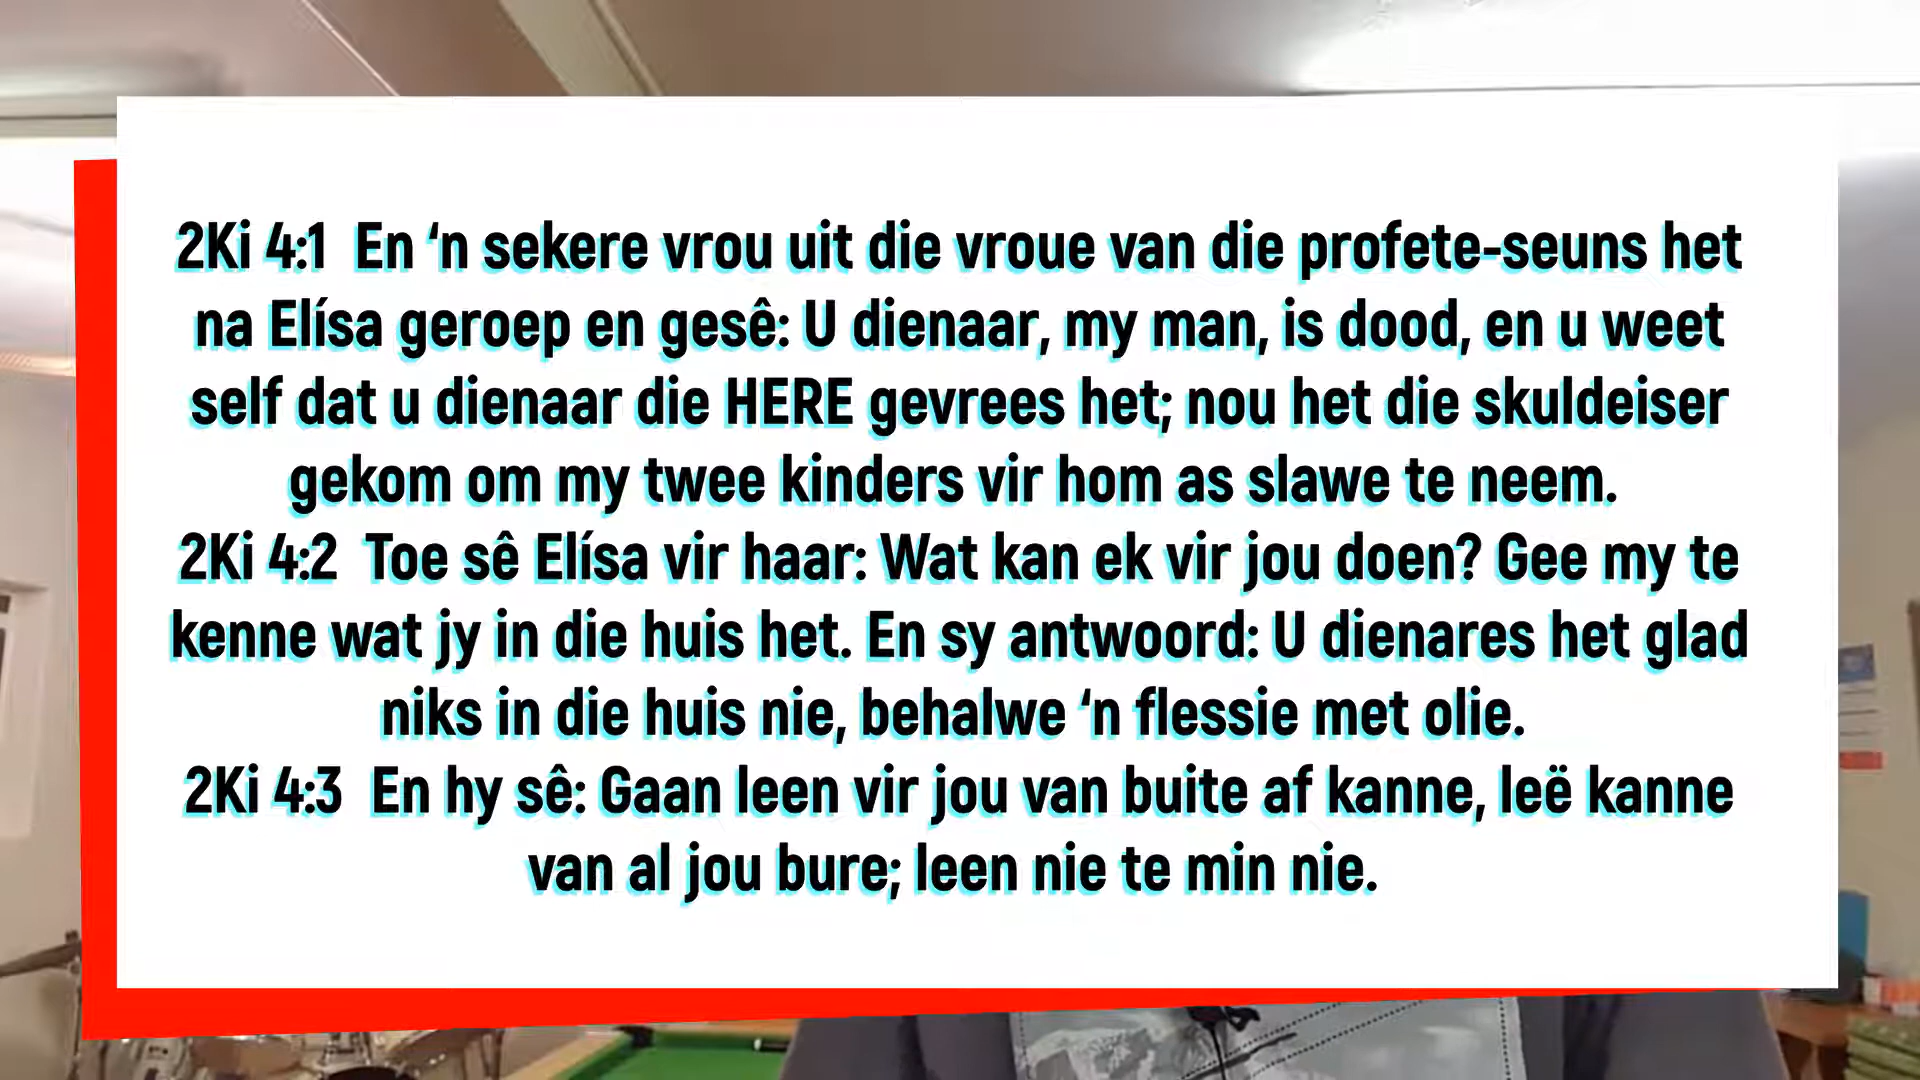 2Ki 4:1 En ‘n sekere vrou uit die vroue van die profete-seuns het
na Elísa geroep en gesê: U dienaar, my man, is dood, en u weet
self dat u dienaar die HERE gevrees het; nou het die skuldeiser
gekom om my twee kinders vir hom as slawe te neem.
2Ki 4:2 Toe sê Elísa vir haar: Wat kan ek vir jou doen? Gee my te
kenne wat jy in die huis het. En sy antwoord: U dienares het glad
niks in die huis nie, behalwe ‘n flessie met olie.
2Ki 4:3 En hy sê: Gaan leen vir jou van buite af kanne, leë kanne
van al jou bure; leen nie te min nie.